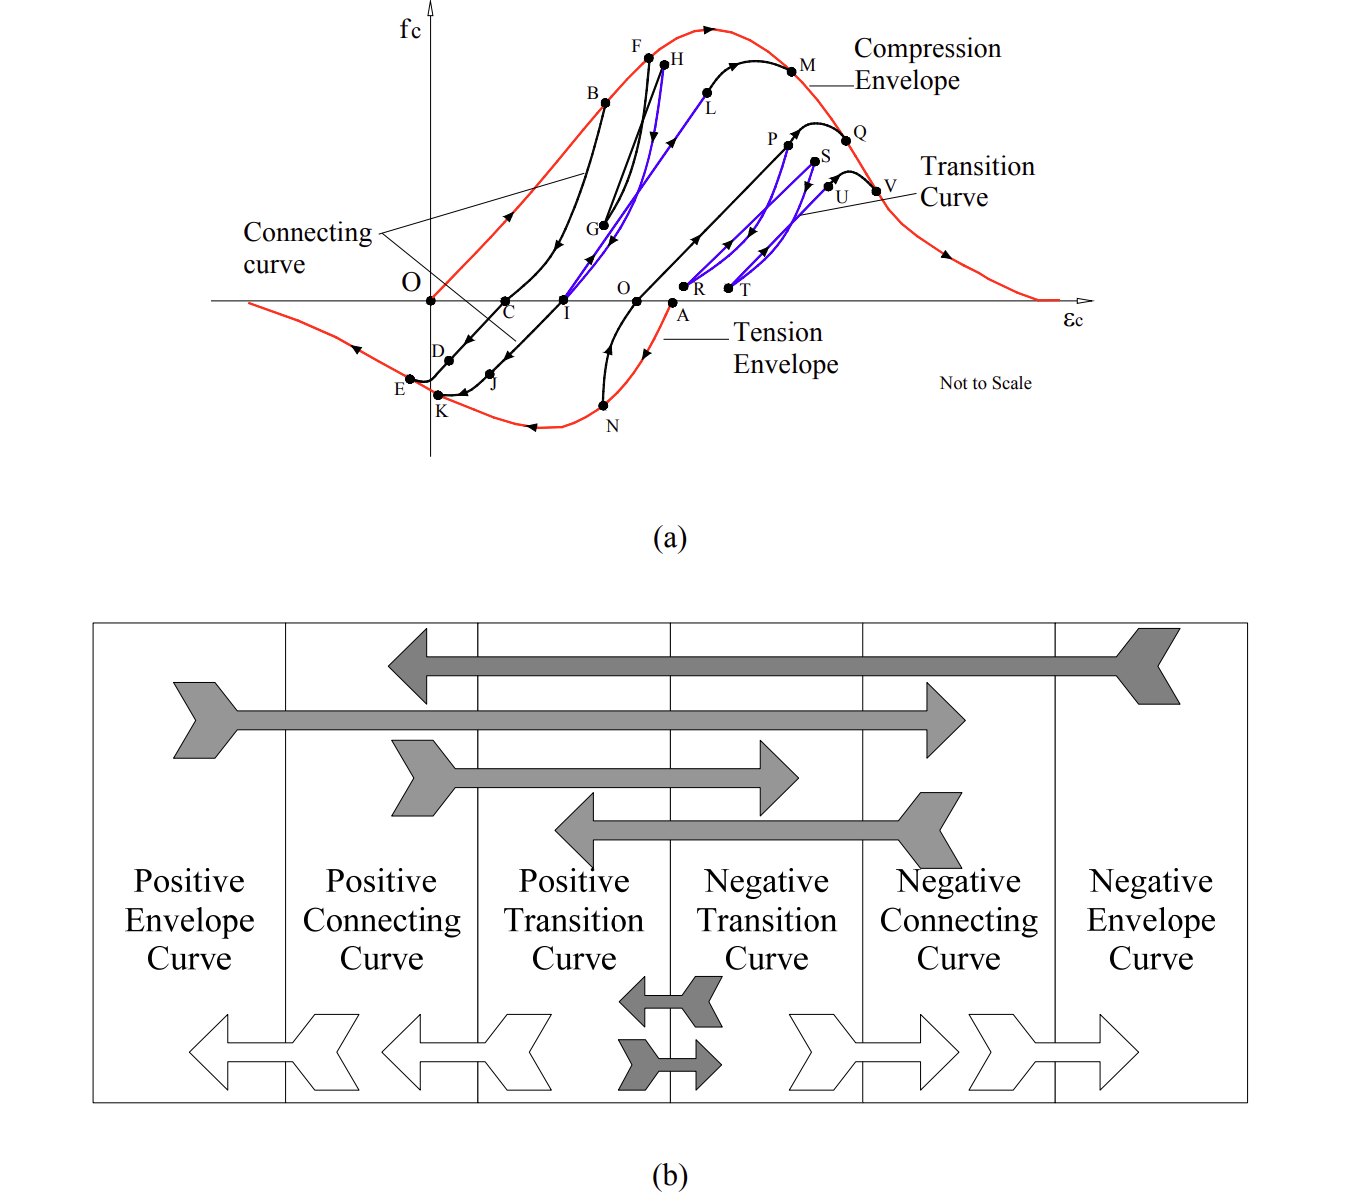 fc
F
H
Compression
Envelope
M
B
L
P
Q
S
Transition
Curve
U
V
G
Connecting
curve
O
C
I
O
R
T
A
εc
D
J
E
K
N
Tension
Envelope
Not to Scale
(a)
Positive
Envelope
Curve
Positive
Connecting
Curve
Positive
Transition
Curve
Negative
Transition
Curve
Negative
Connecting
Curve
Negative
Envelope
Curve
(b)